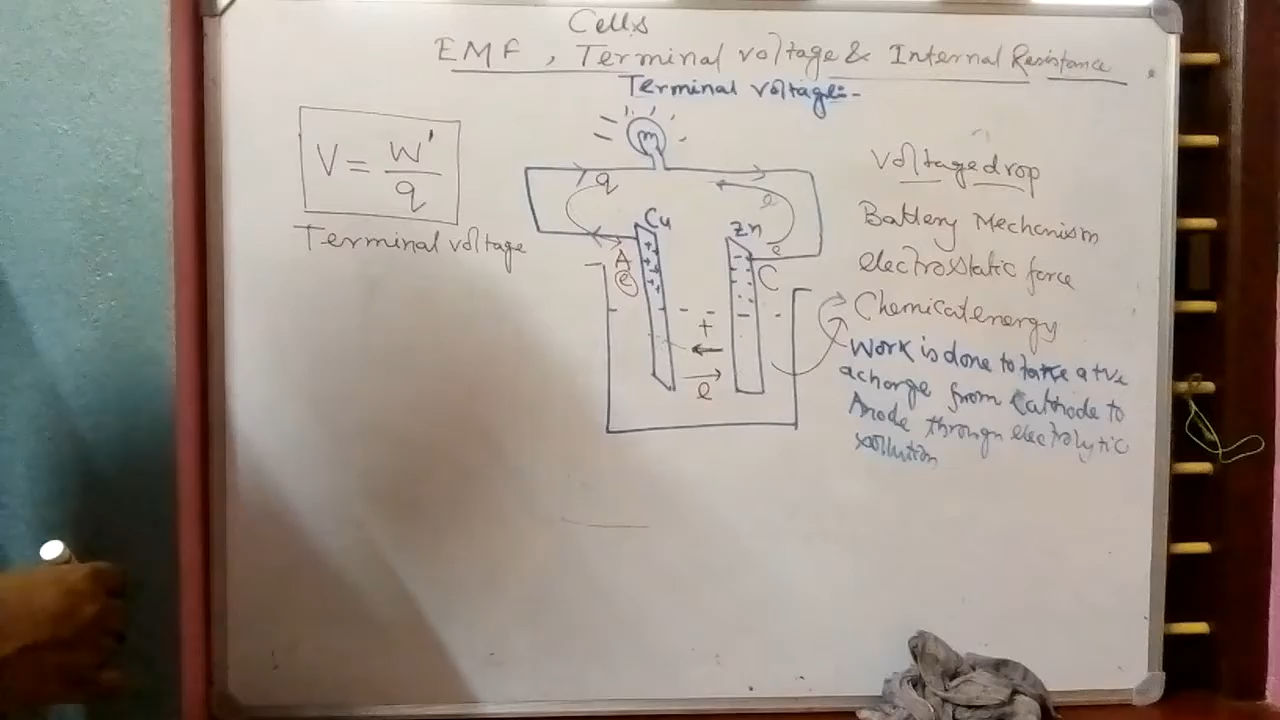 Cells
EMF, Terminal voltage & Internal Resistance
Terminal voltage:-
V = W'/q
Terminal voltage
q
e
Cu
Zn
e
A
e
C
+
e
Voltage drop
Battery Mechanism
electrostatic force
Chemical energy
Work is done to take a +ve
a charge from Cathode to
Anode through electrolytic
sollution